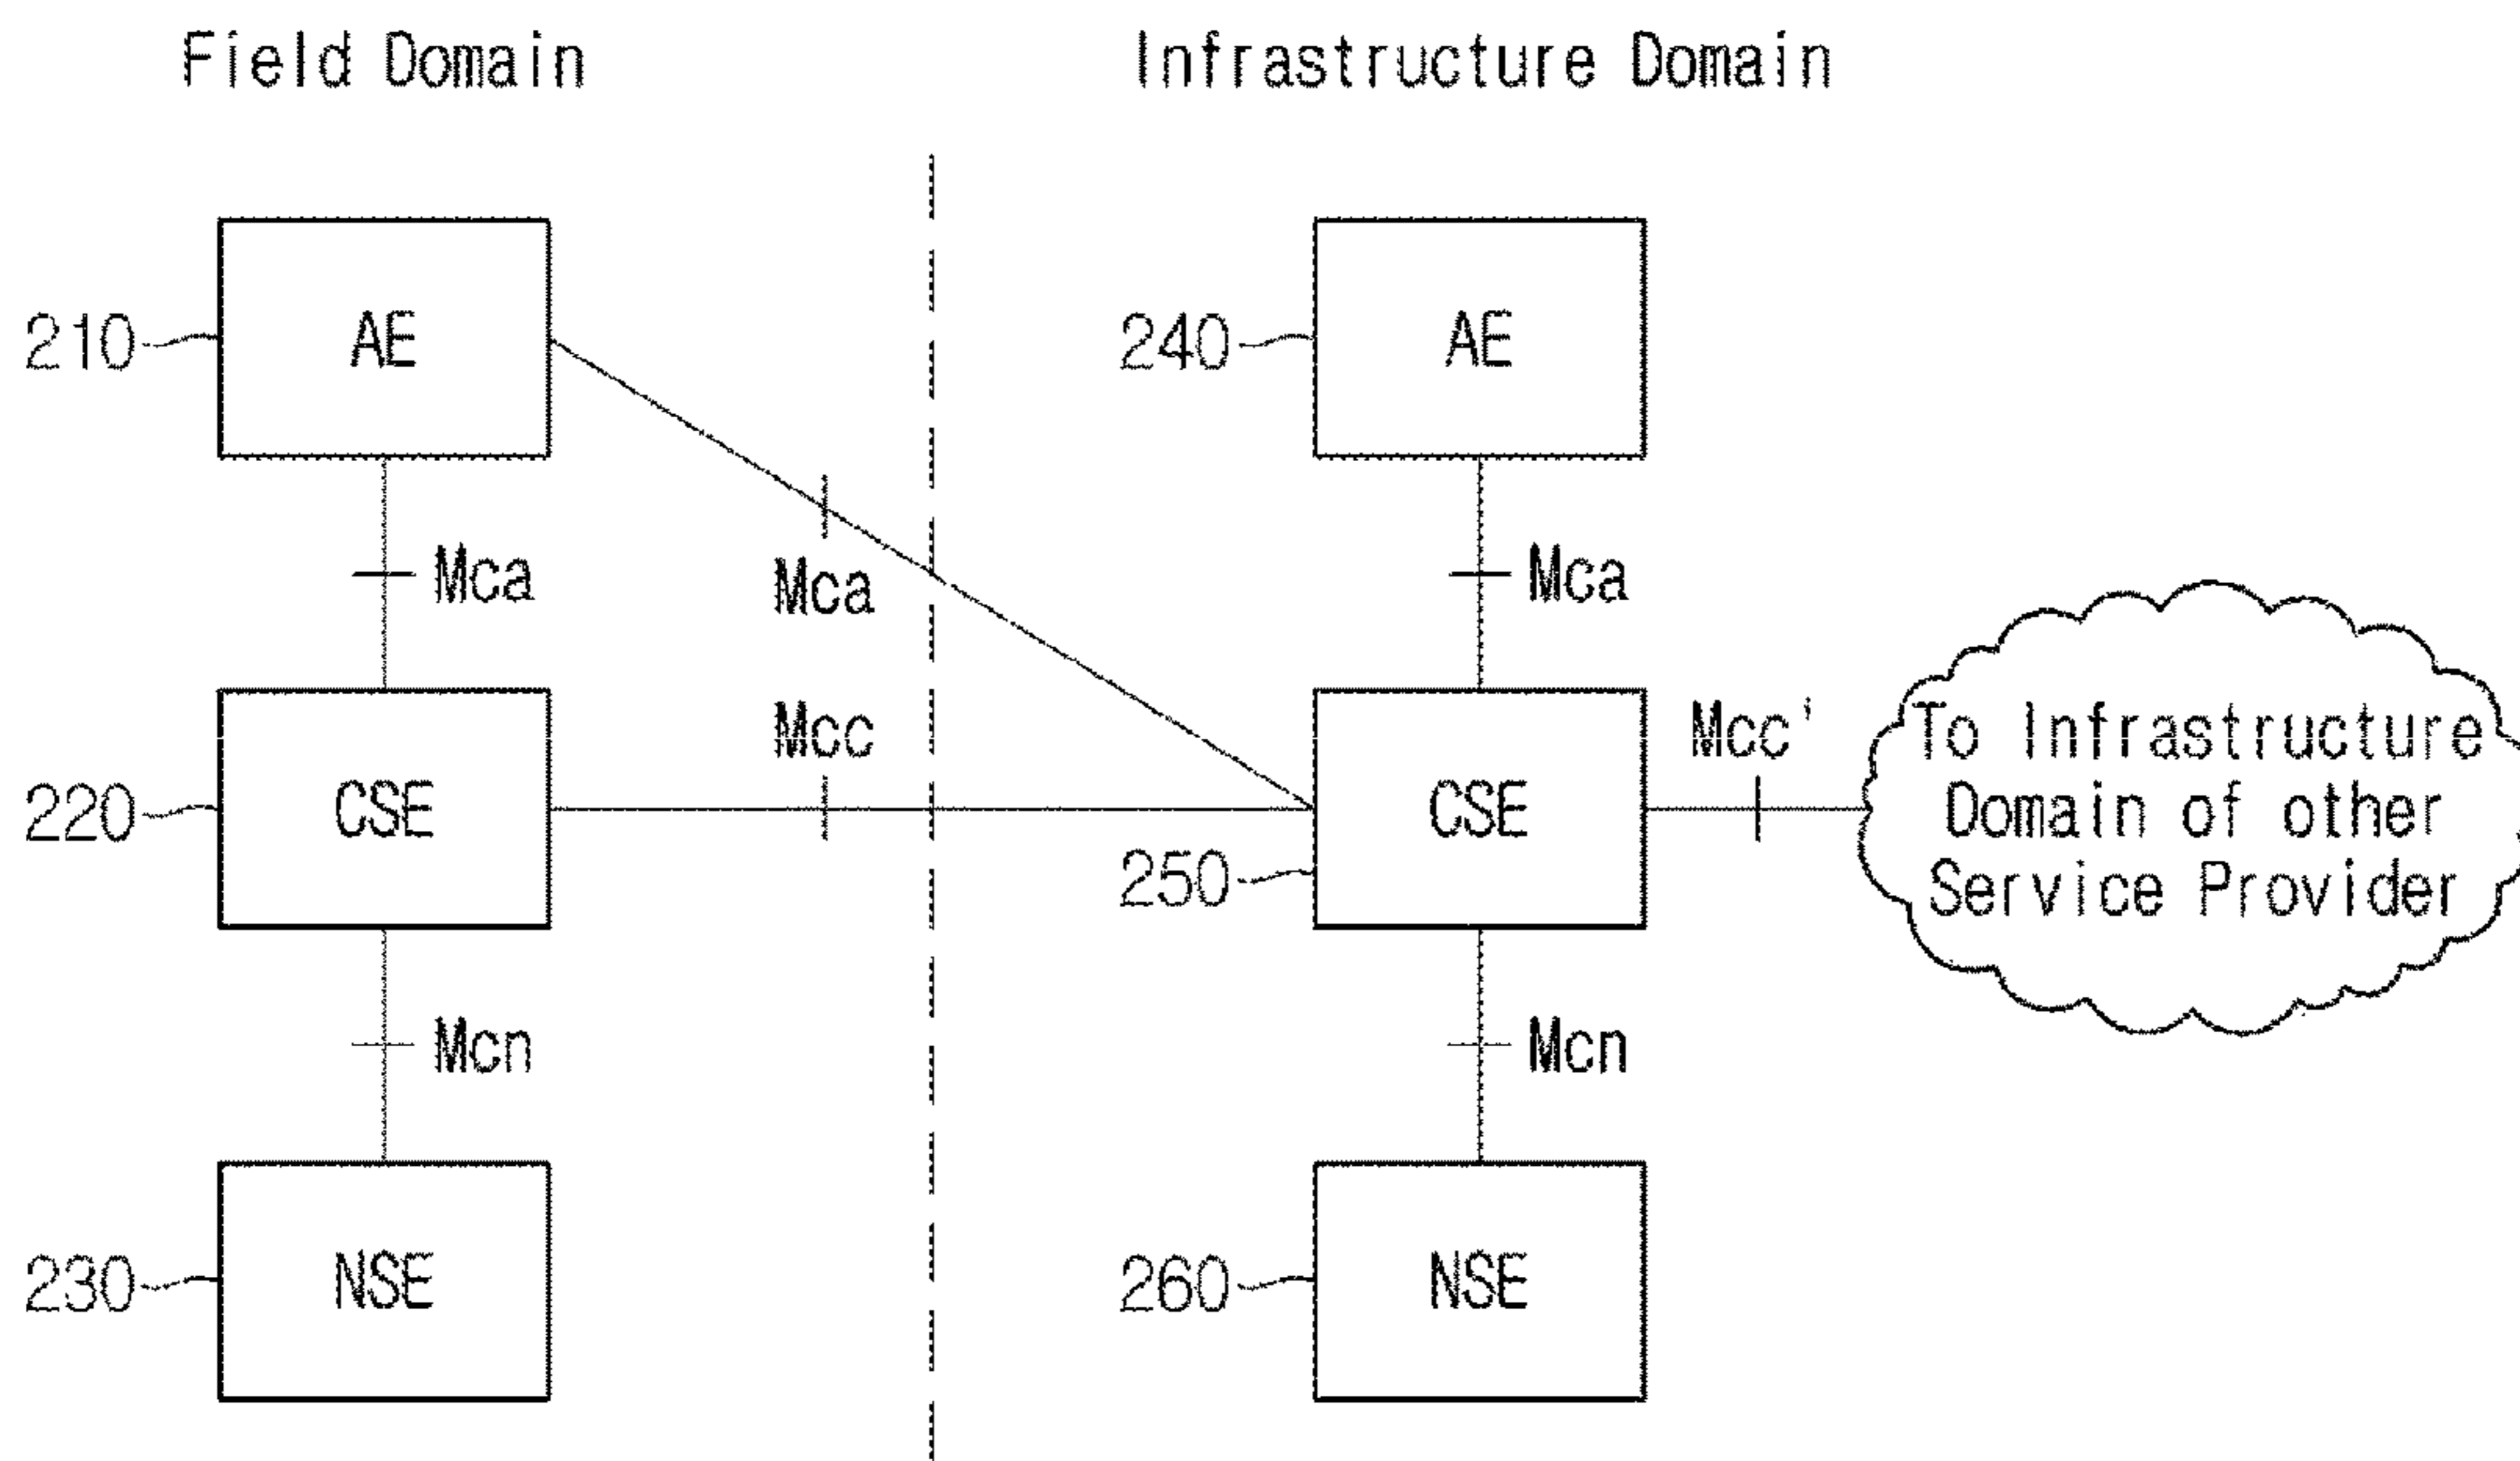 Field Domain
Infrastructure Domain
210
AE
240
AE
Mca
Mca
Mca
220
CSE
Mcc
250
CSE
Mcc'
To Infrastructure
Domain of other
Service Provider
Mcn
Mcn
230
NSE
260
NSE